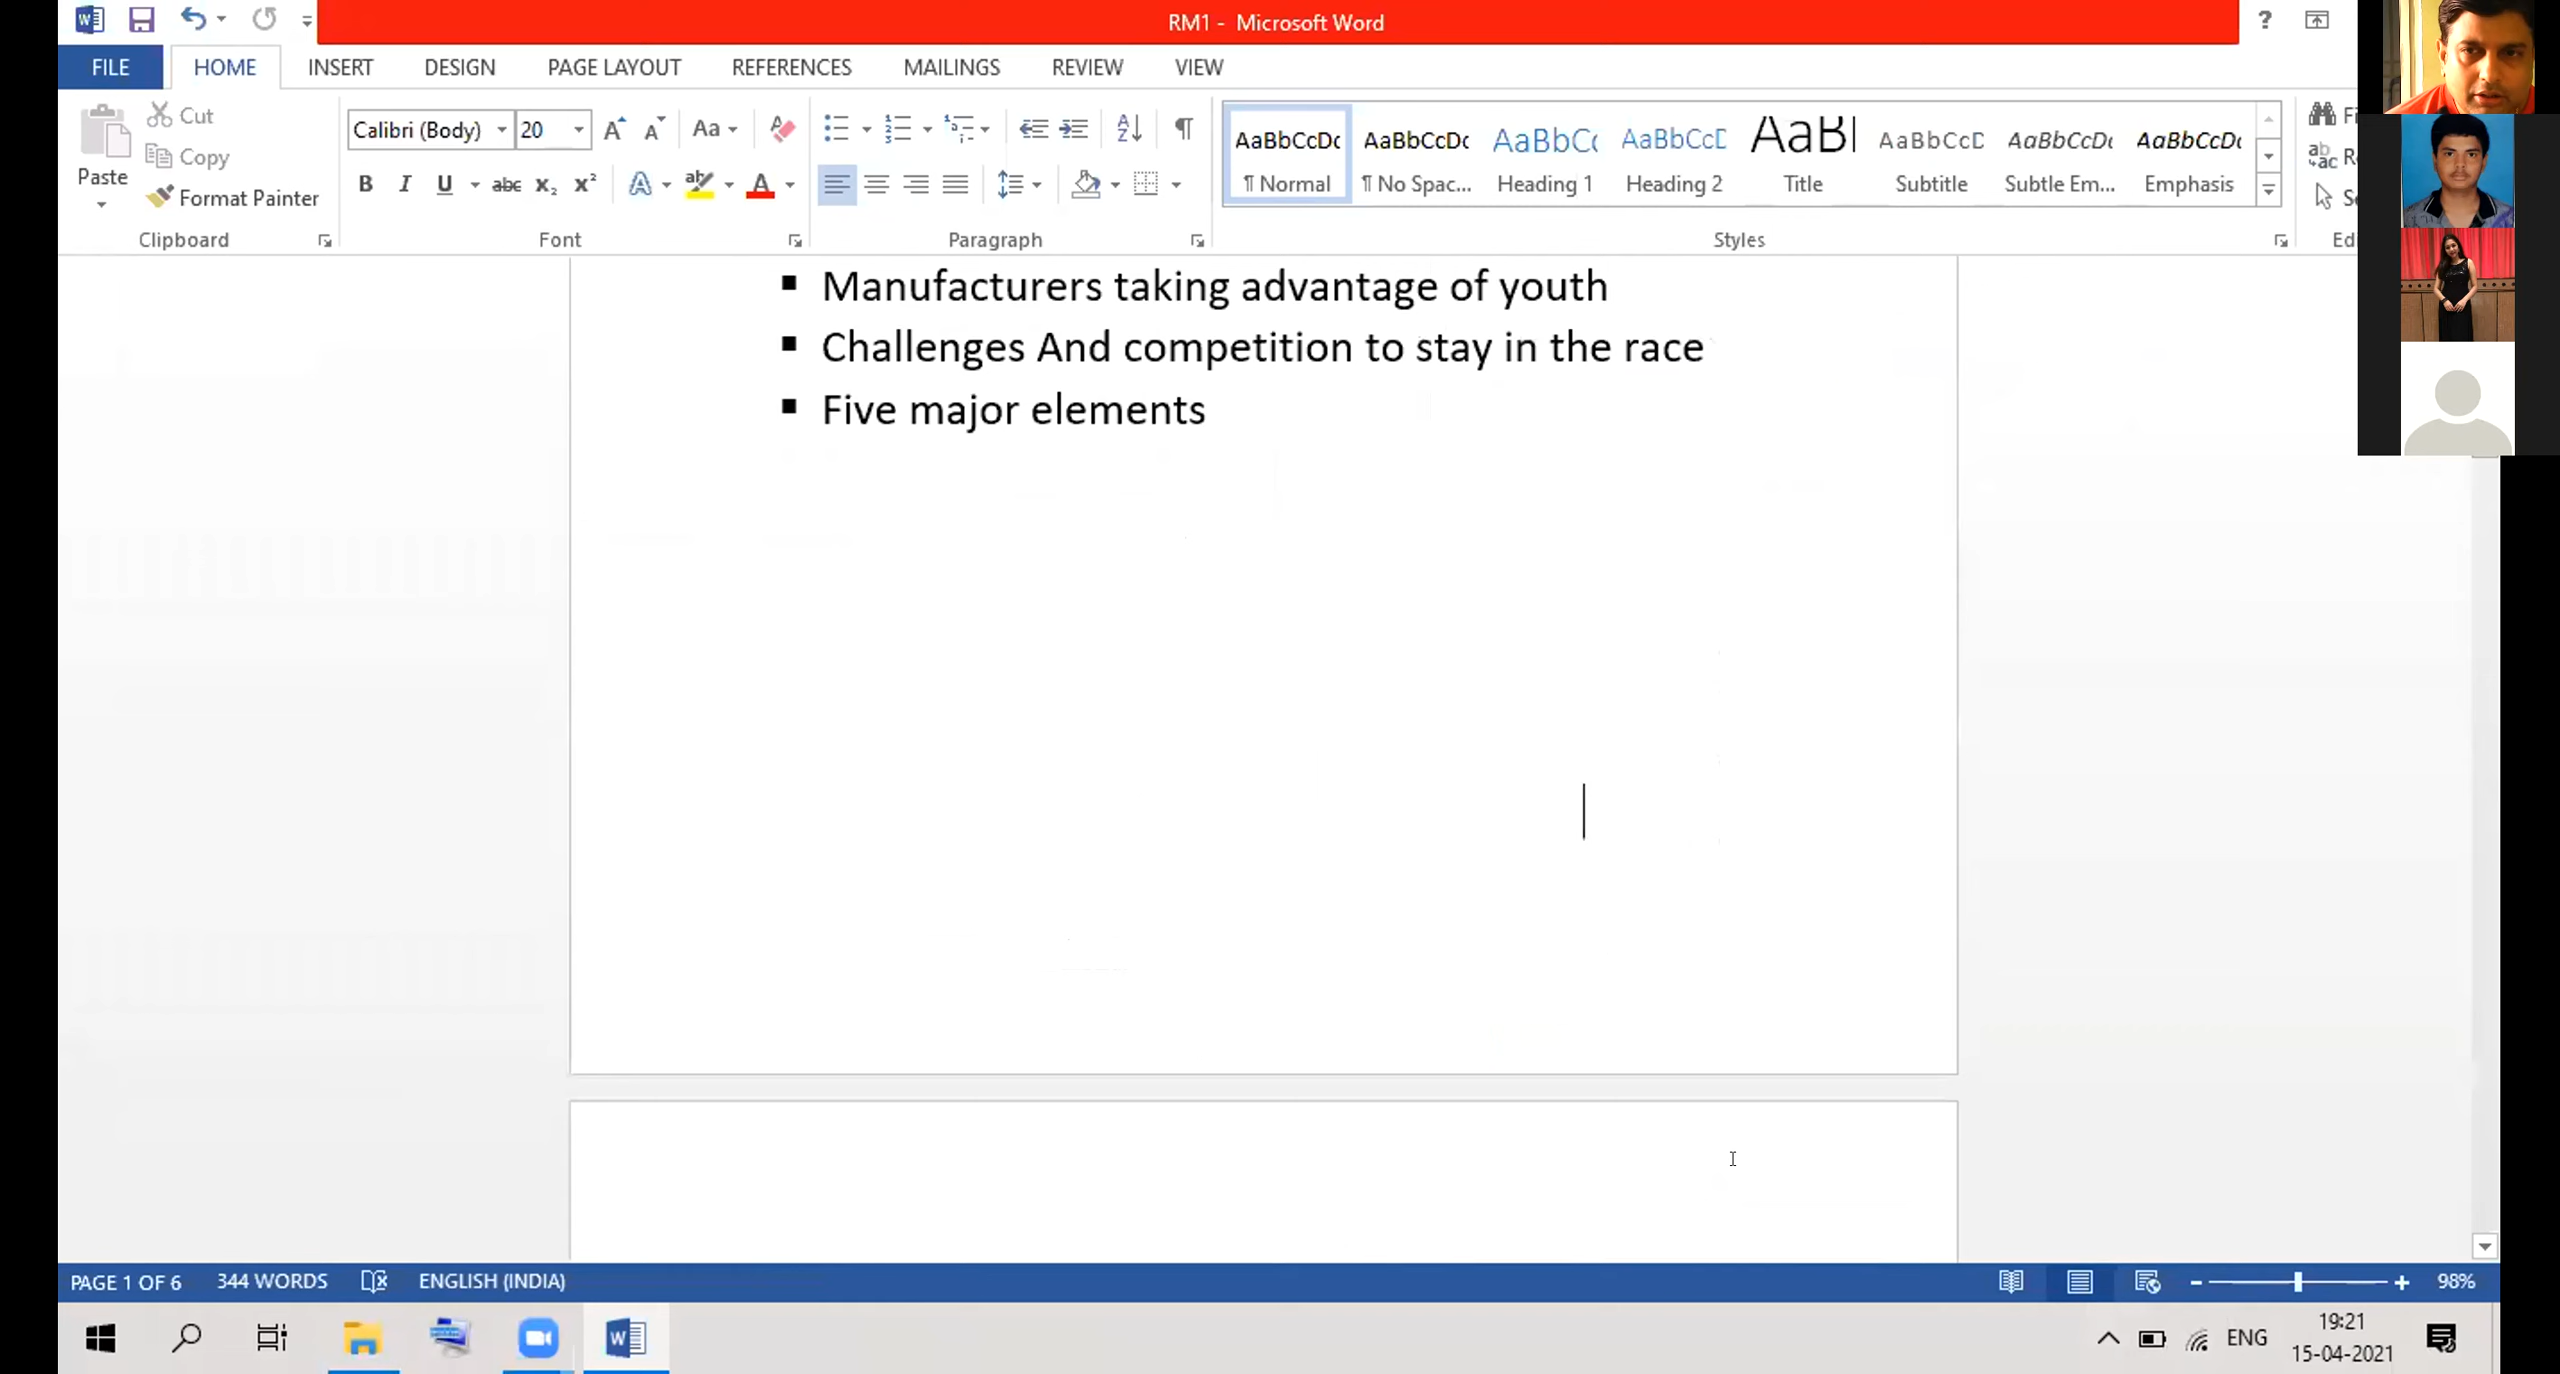 RM1 - Microsoft Word
?
FILE HOME INSERT DESIGN PAGE LAYOUT REFERENCES MAILINGS REVIEW VIEW
Paste
Cut
Copy
Format Painter
Clipboard
Calibri (Body) 20
Font
Paragraph
AaBbCcDc AaBbCcDc AaBbC AaBbCcD AaBl AaBbCcD AaBbCcDc AaBbCcDc
¶ Normal ¶ No Spac... Heading 1 Heading 2 Title Subtitle Subtle Em... Emphasis
Styles
▪ Manufacturers taking advantage of youth
▪ Challenges And competition to stay in the race
▪ Five major elements
PAGE 1 OF 6 344 WORDS ENGLISH (INDIA) 98%
ENG
19:21
15-04-2021